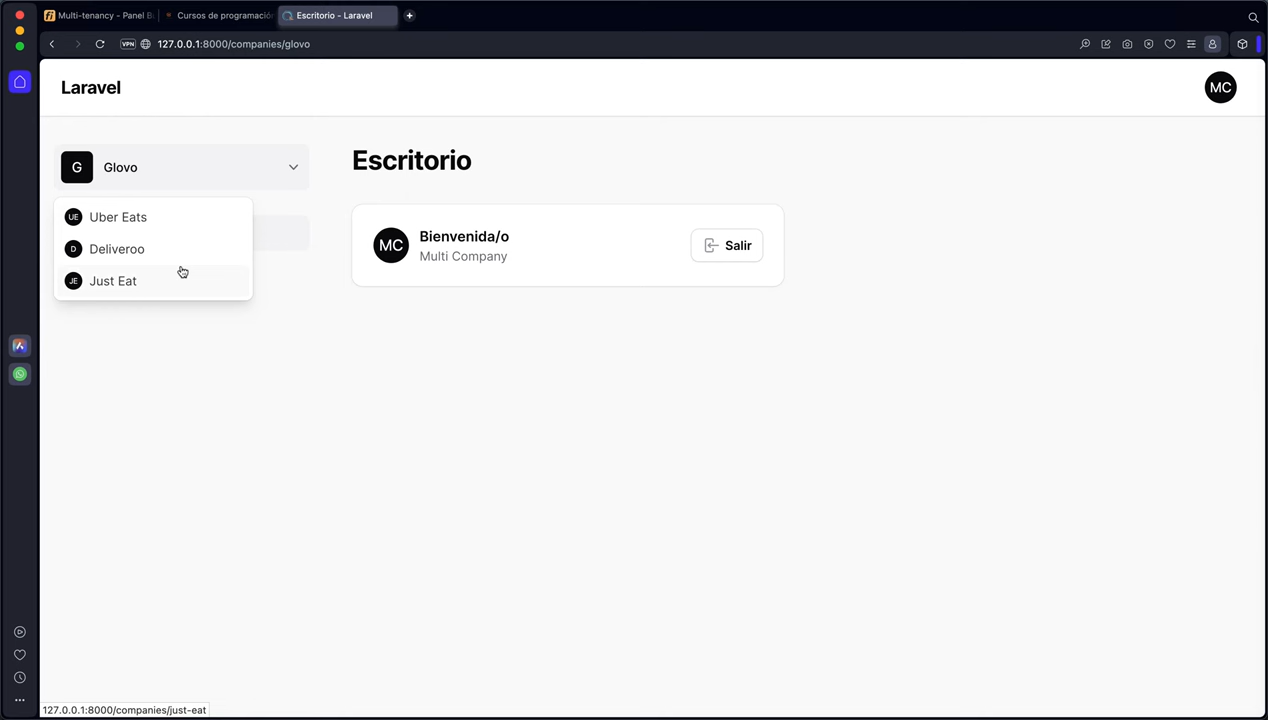 Multi-tenancy - Panel Bu
Cursos de programación
Escritorio - Laravel
VPN
127.0.0.1:8000/companies/glovo
Laravel
MC
G
Glovo
Escritorio
UE
Uber Eats
D
Deliveroo
JE
Just Eat
MC
Bienvenida/o
Multi Company
Salir
127.0.0.1:8000/companies/just-eat